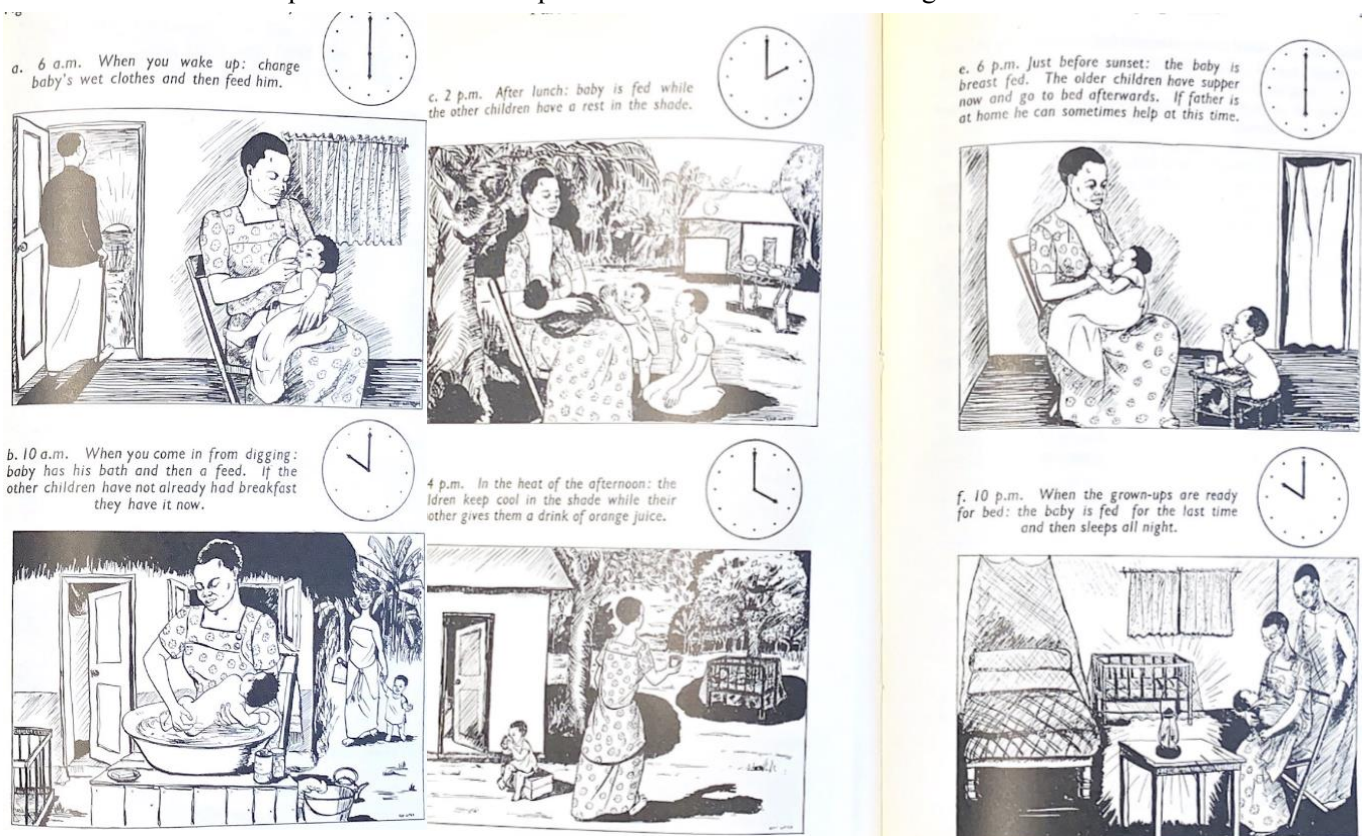 a. 6 a.m. When you wake up: change
baby's wet clothes and then feed him.
b. 10 a.m. When you come in from digging:
baby has his bath and then a feed. If the
other children have not already had breakfast
they have it now.
c. 2 p.m. After lunch: baby is fed while
the other children have a rest in the shade.
4 p.m. In the heat of the afternoon: the
ldren keep cool in the shade while their
other gives them a drink of orange juice.
e. 6 p.m. Just before sunset: the baby is
breast fed. The older children have supper
now and go to bed afterwards. If father is
at home he can sometimes help at this time.
f. 10 p.m. When the grown-ups are ready
for bed: the baby is fed for the last time
and then sleeps all night.